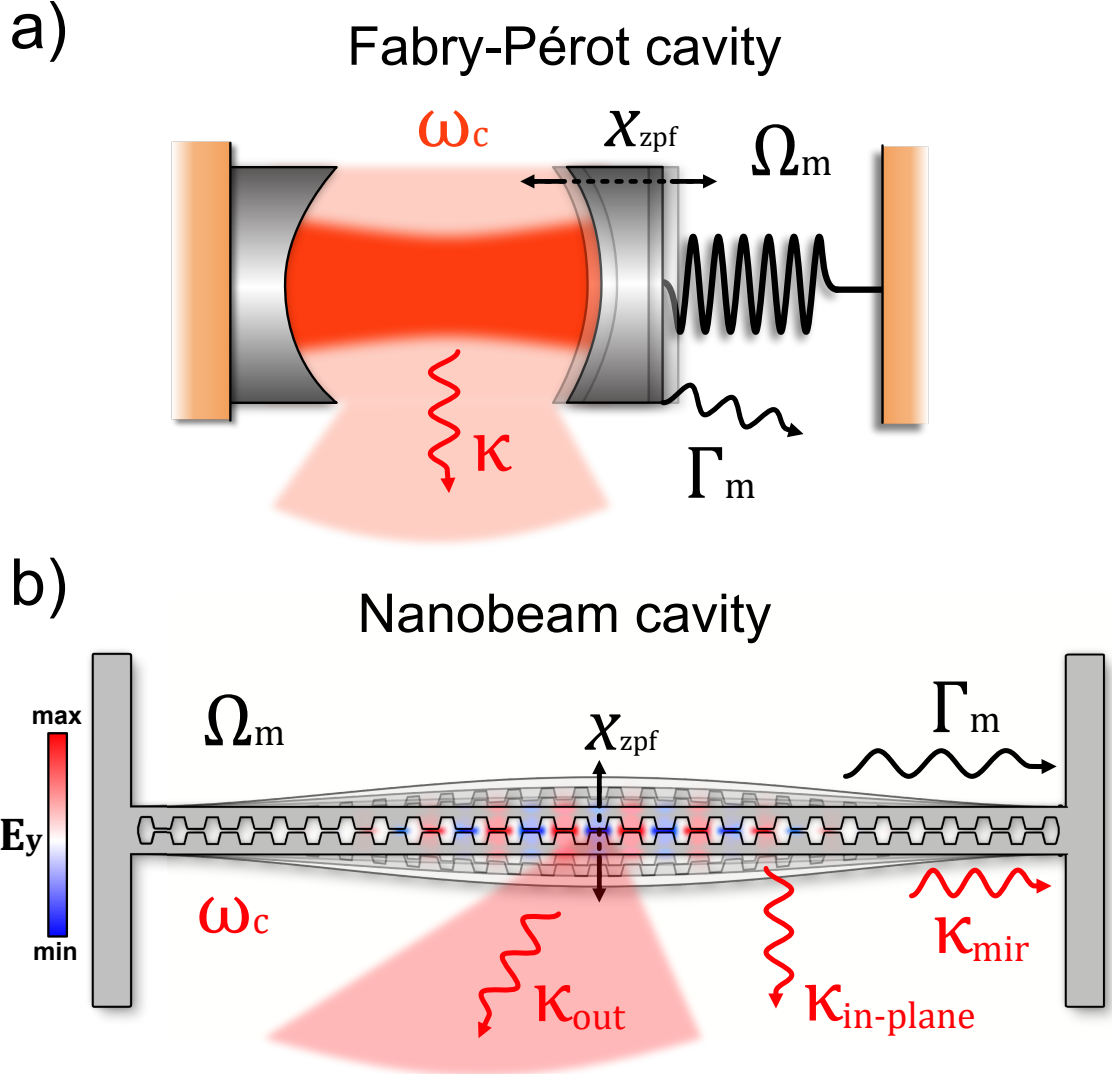 a)
Fabry-Pérot cavity
ωc
xzpf
Ωm
κ
Γm
b)
Nanobeam cavity
max
Ωm
xzpf
Γm
Ey
min
ωc
κmir
κout
κin-plane